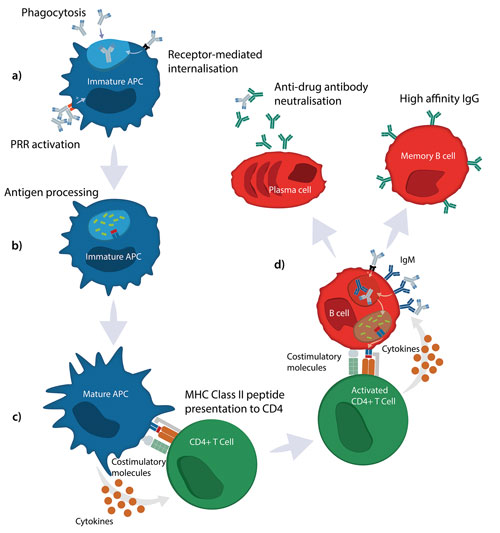 Phagocytosis
Receptor-mediated
internalisation
a)
Immature APC
PRR activation
Antigen processing
b)
Immature APC
Mature APC
c)
MHC Class II peptide
presentation to CD4
CD4+ T Cell
Costimulatory
molecules
Cytokines
Anti-drug antibody
neutralisation
High affinity IgG
Plasma cell
Memory B cell
d)
IgM
B cell
Costimulatory
molecules
Cytokines
Activated
CD4+ T Cell